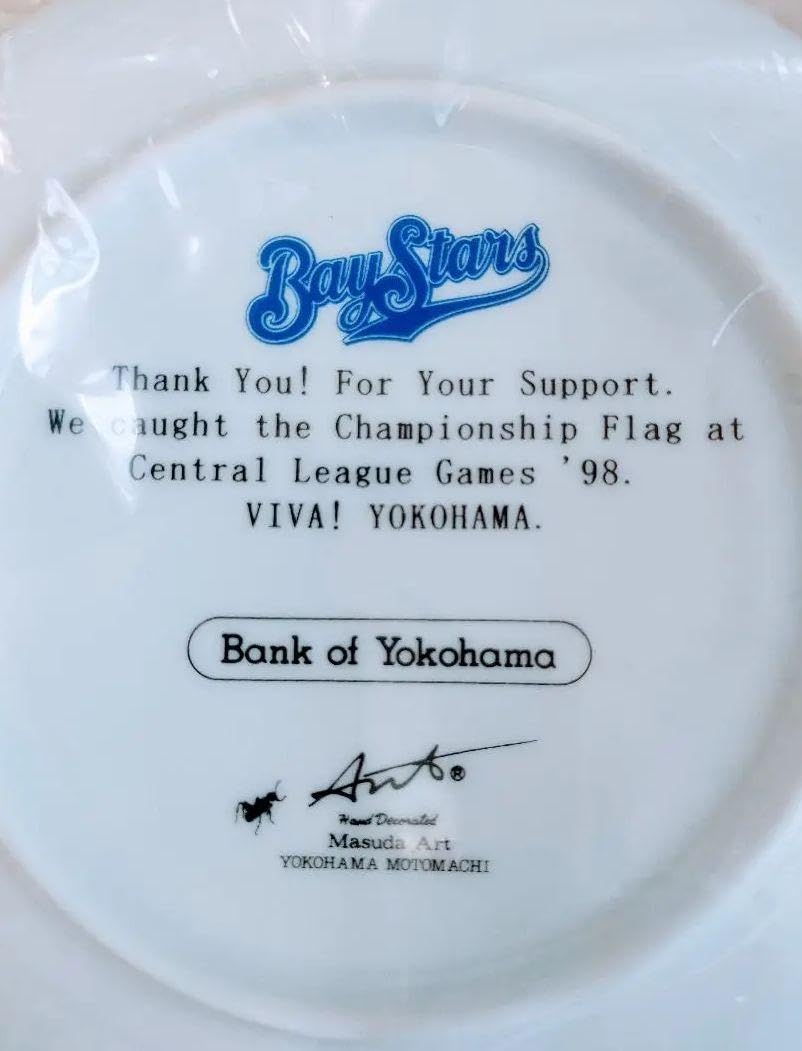 BayStars
Thank You! For Your Support.
We caught the Championship Flag at
Central League Games '98.
VIVA! YOKOHAMA.
Bank of Yokohama
Ant®
Hand Decorated
Masuda Art
YOKOHAMA MOTOMACHI